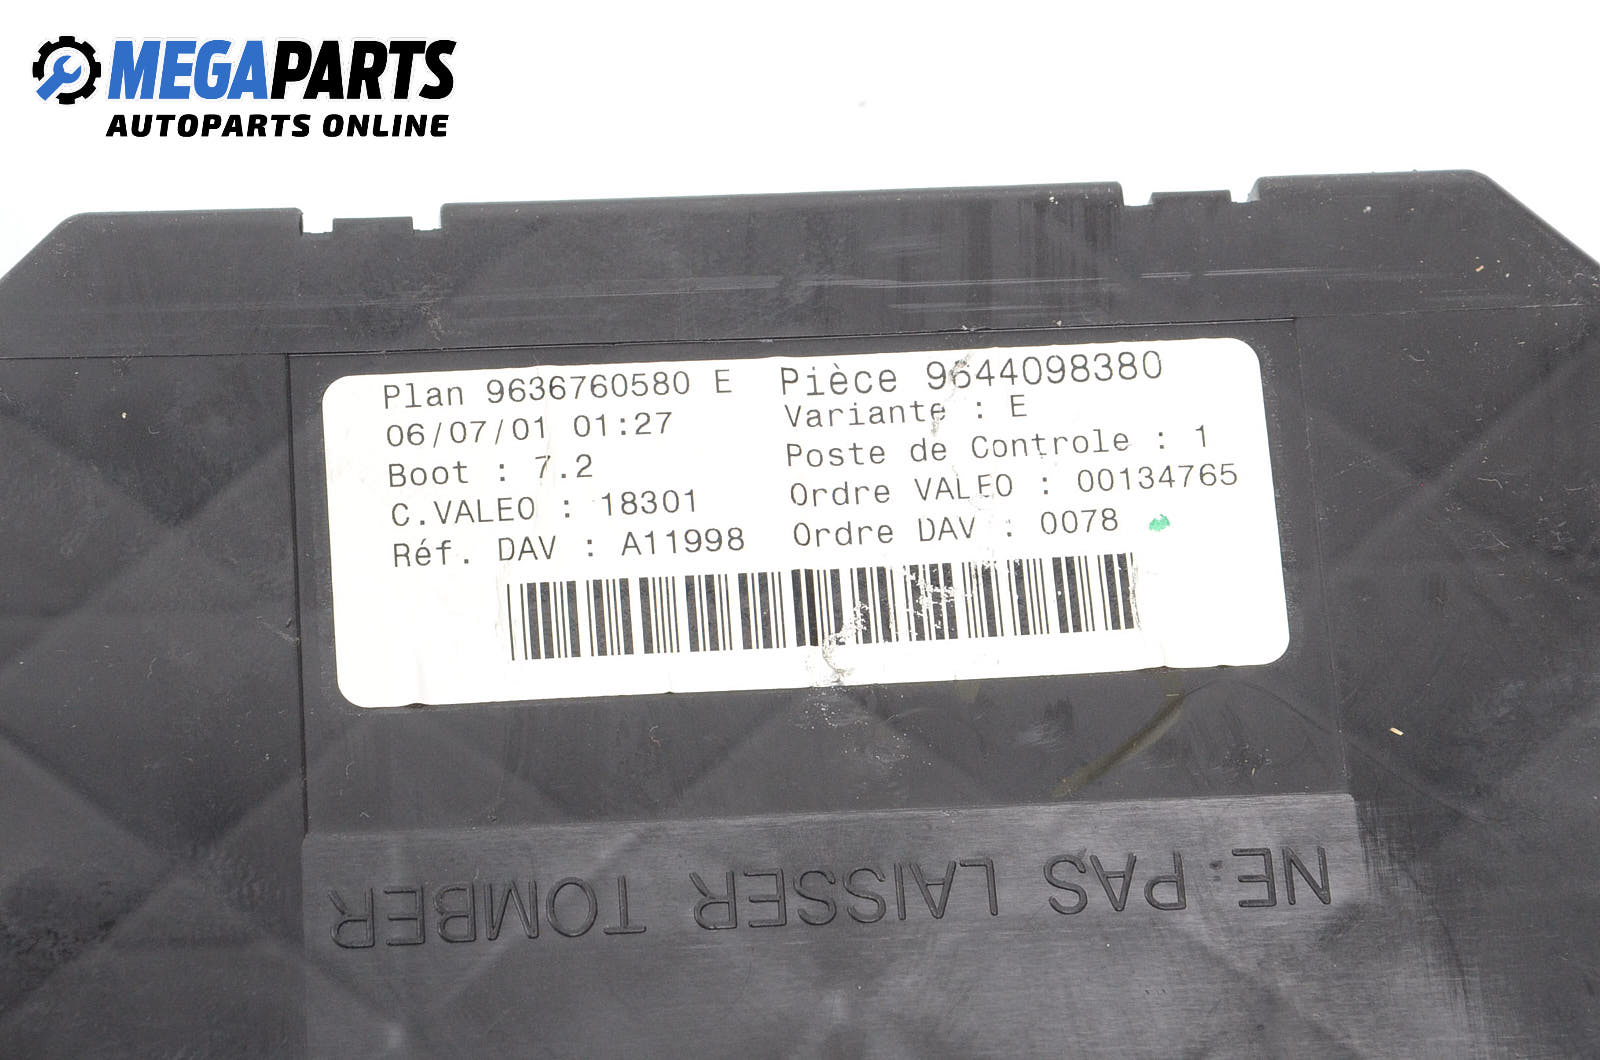 MEGAPARTS
AUTOPARTS ONLINE
Plan 9636760580 E Pièce 9644098380
06/07/01 01:27 Variante : E
Boot : 7.2 Poste de Controle : 1
C.VALEO : 18301 Ordre VALEO : 00134765
Réf. DAV : A11998 Ordre DAV : 0078
NE PAS LAISSER TOMBER